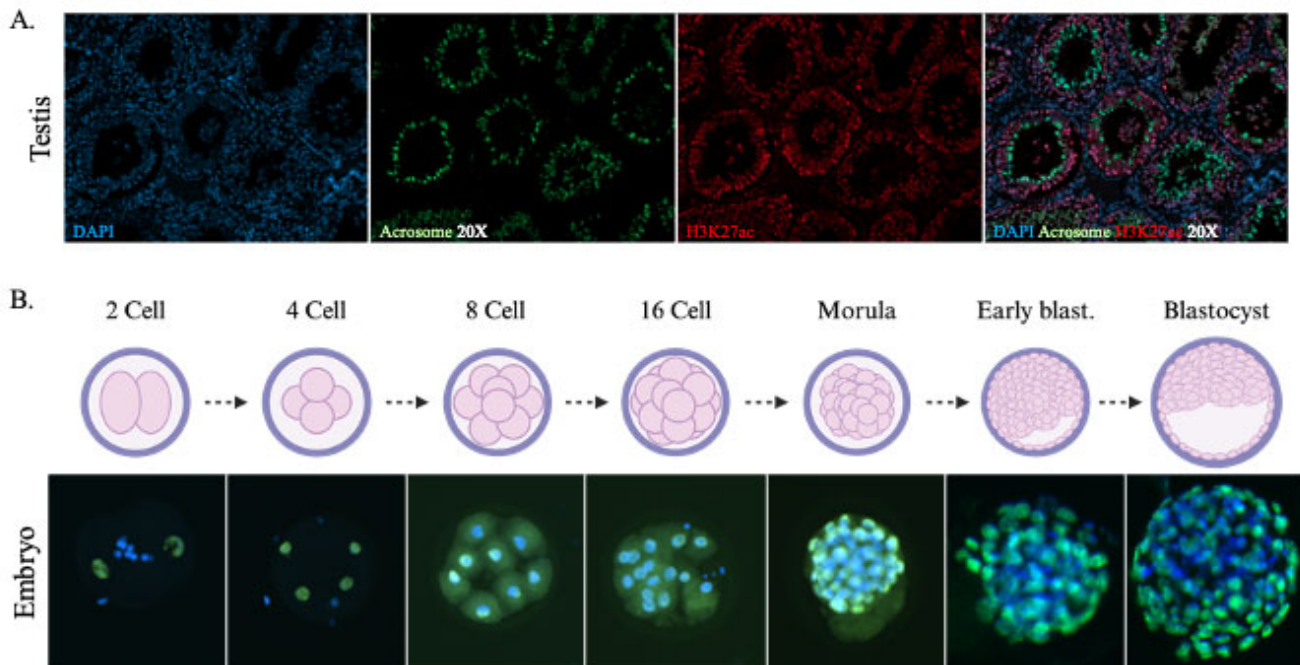 A.
Testis
DAPI
Acrosome 20X
H3K27ac
DAPI Acrosome H3K27ac 20X
B.
2 Cell
4 Cell
8 Cell
16 Cell
Morula
Early blast.
Blastocyst
Embryo